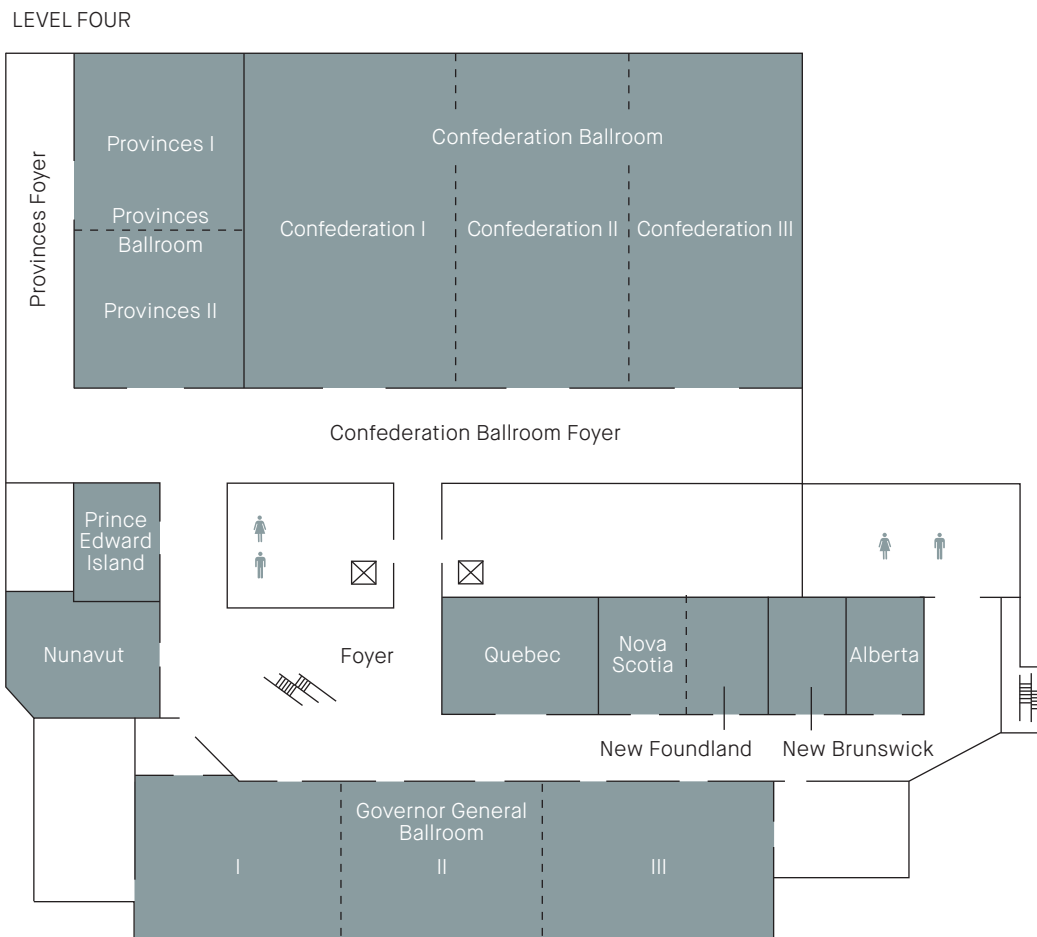 LEVEL FOUR
Provinces Foyer
Provinces I
Provinces
Ballroom
Provinces II
Confederation Ballroom
Confederation I
Confederation II
Confederation III
Confederation Ballroom Foyer
Prince
Edward
Island
Nunavut
Foyer
Quebec
Nova
Scotia
Alberta
New Foundland
New Brunswick
Governor General
Ballroom
I
II
III